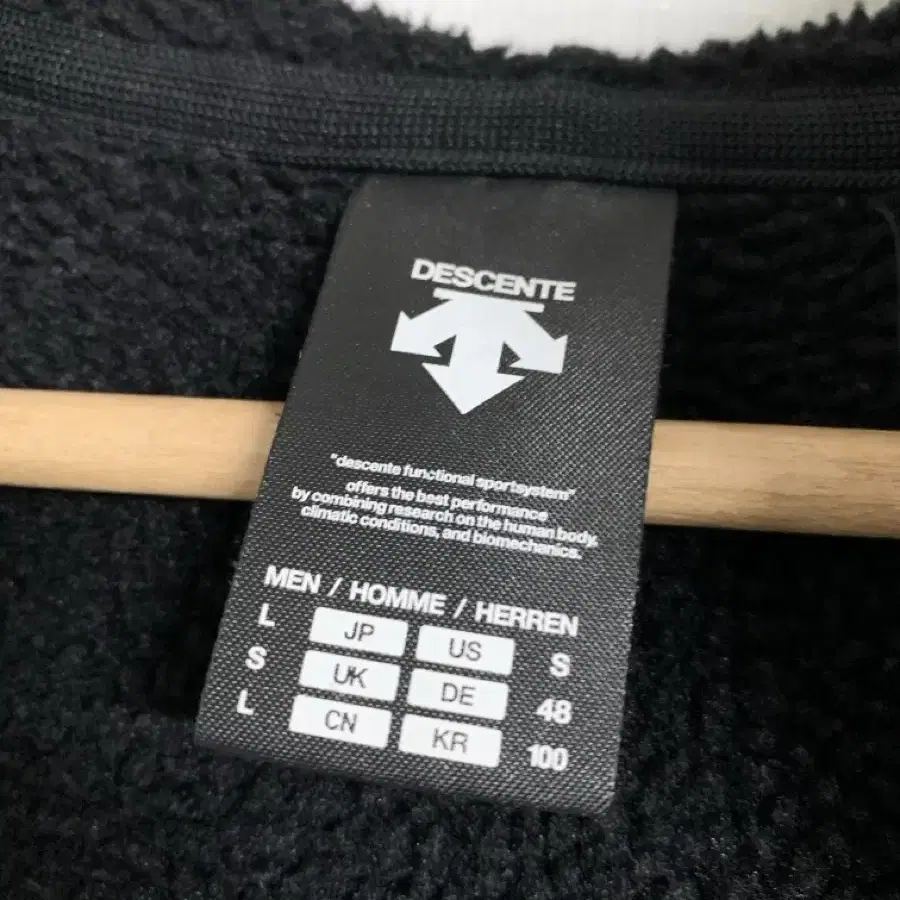 DESCENTE
"descente functional sportsystem"
offers the best performance
by combining research on the human body,
climatic conditions, and biomechanics.
MEN / HOMME / HERREN
L JP US S
S UK DE 48
L CN KR 100